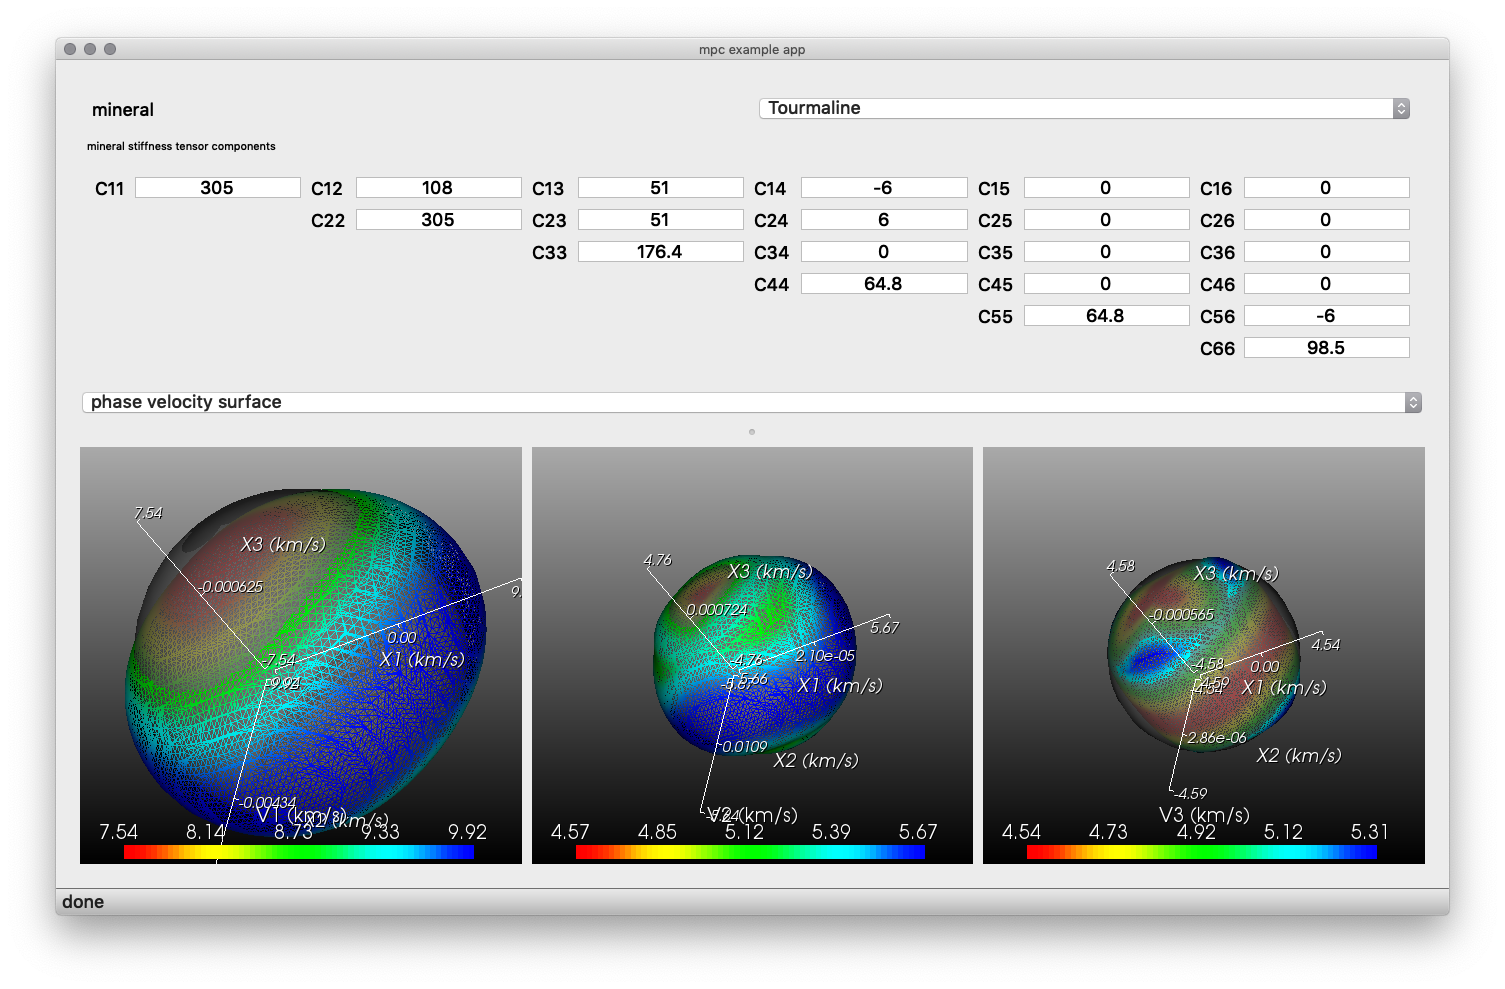 mpc example app
mineral
Tourmaline
mineral stiffness tensor components
C11 305 C12 108 C13 51 C14 -6 C15 0 C16 0
C22 305 C23 51 C24 6 C25 0 C26 0
C33 176.4 C34 0 C35 0 C36 0
C44 64.8 C45 0 C46 0
C55 64.8 C56 -6
C66 98.5
phase velocity surface
7.54
X3 (km/s)
-0.000625
9.
0.00
-7.54
X1 (km/s)
-9.94
-0.00434
V1 (km/s)
X2 (km/s)
7.54 8.14 8.73 9.33 9.92
4.76
X3 (km/s)
0.000724
5.67
2.10e-05
-4.76
-5.66
X1 (km/s)
-0.0109
X2 (km/s)
V2 (km/s)
4.57 4.85 5.12 5.39 5.67
4.58
X3 (km/s)
-0.000565
4.54
-4.58
0.00
-4.59
-4.54
X1 (km/s)
2.86e-06
X2 (km/s)
-4.59
V3 (km/s)
4.54 4.73 4.92 5.12 5.31
done